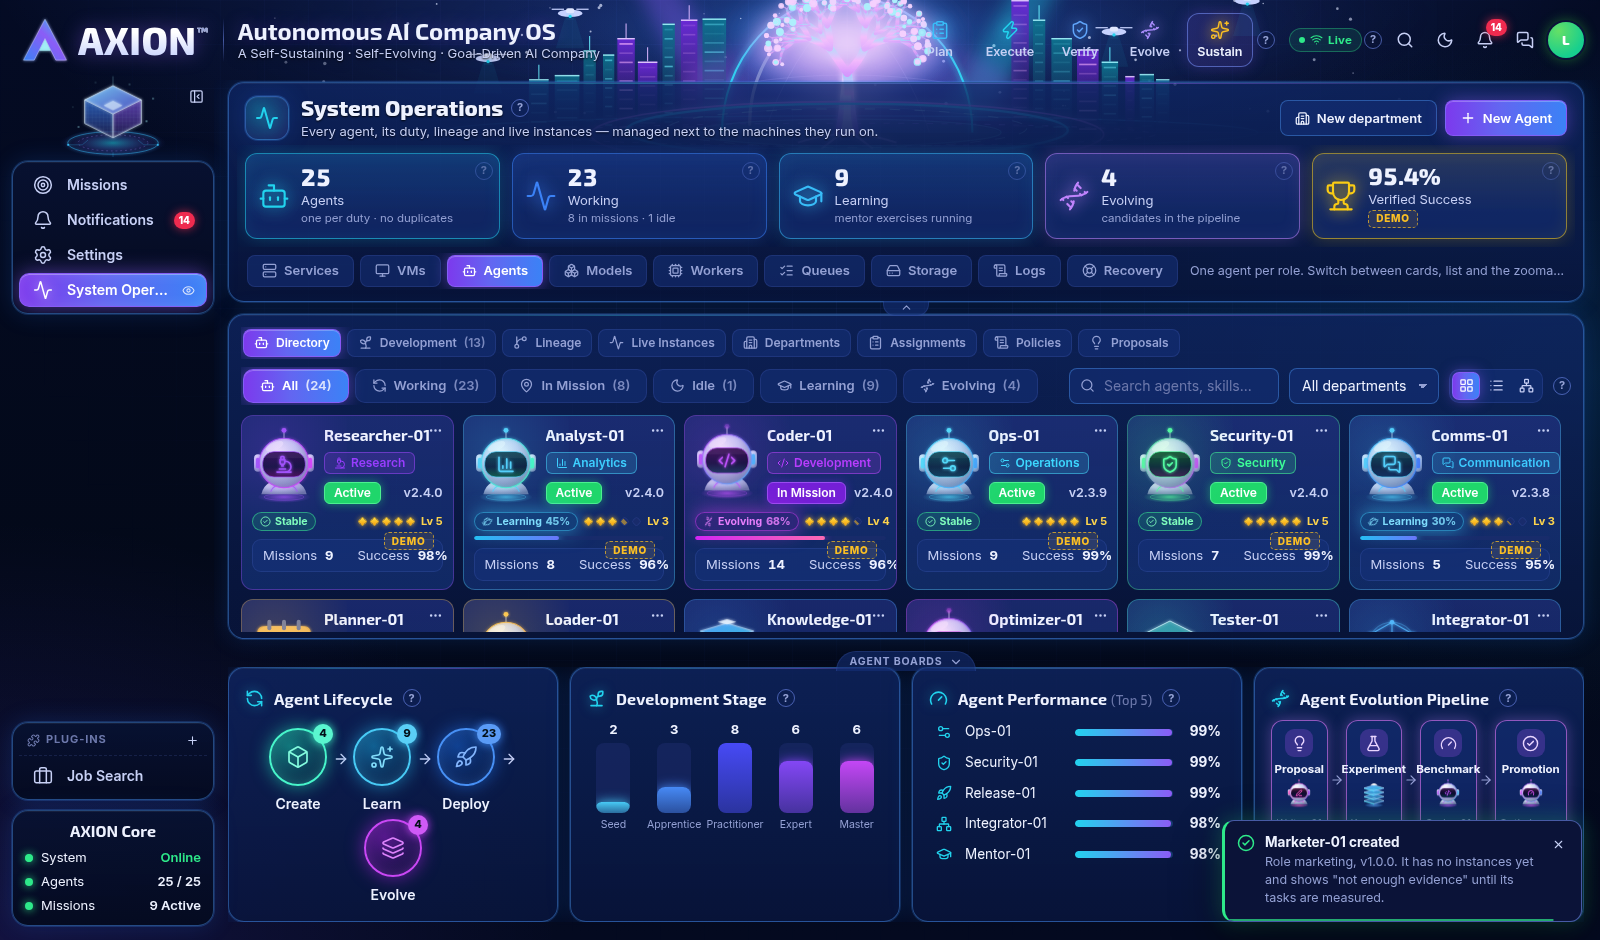 AXION™
Autonomous AI Company OS
A Self-Sustaining · Self-Evolving · Goal-Driven AI Company
Plan
Execute
Verify
Evolve
Sustain
?
Live
?
14
L
Missions
Notifications 14
Settings
System Oper...
PLUG-INS +
Job Search
AXION Core
System Online
Agents 25 / 25
Missions 9 Active
System Operations ?
Every agent, its duty, lineage and live instances — managed next to the machines they run on.
New department
+ New Agent
25
Agents
one per duty · no duplicates
?
23
Working
8 in missions · 1 idle
?
9
Learning
mentor exercises running
?
4
Evolving
candidates in the pipeline
?
95.4%
Verified Success
DEMO
?
Services VMs Agents Models Workers Queues Storage Logs Recovery One agent per role. Switch between cards, list and the zooma...
Directory Development (13) Lineage Live Instances Departments Assignments Policies Proposals
All (24) Working (23) In Mission (8) Idle (1) Learning (9) Evolving (4) Search agents, skills... All departments ?
Researcher-01 ...
Research
Active v2.4.0
Stable Lv 5
DEMO
Missions 9 Success 98%
Analyst-01 ...
Analytics
Active v2.4.0
Learning 45% Lv 3
DEMO
Missions 8 Success 96%
Coder-01 ...
Development
In Mission v2.4.0
Evolving 68% Lv 4
DEMO
Missions 14 Success 96%
Ops-01 ...
Operations
Active v2.3.9
Stable Lv 5
DEMO
Missions 9 Success 99%
Security-01 ...
Security
Active v2.4.0
Stable Lv 5
DEMO
Missions 7 Success 99%
Comms-01 ...
Communication
Active v2.3.8
Learning 30% Lv 3
DEMO
Missions 5 Success 95%
Planner-01 ...
Loader-01 ...
Knowledge-01 ...
Optimizer-01 ...
Tester-01 ...
Integrator-01 ...
AGENT BOARDS
Agent Lifecycle ?
4
Create
9
Learn
23
Deploy
4
Evolve
Development Stage ?
2 3 8 6 6
Seed Apprentice Practitioner Expert Master
Agent Performance (Top 5) ?
Ops-01 99%
Security-01 99%
Release-01 99%
Integrator-01 98%
Mentor-01 98%
Agent Evolution Pipeline ?
Proposal Experiment Benchmark Promotion
Marketer-01 created
Role marketing, v1.0.0. It has no instances yet
and shows "not enough evidence" until its
tasks are measured.